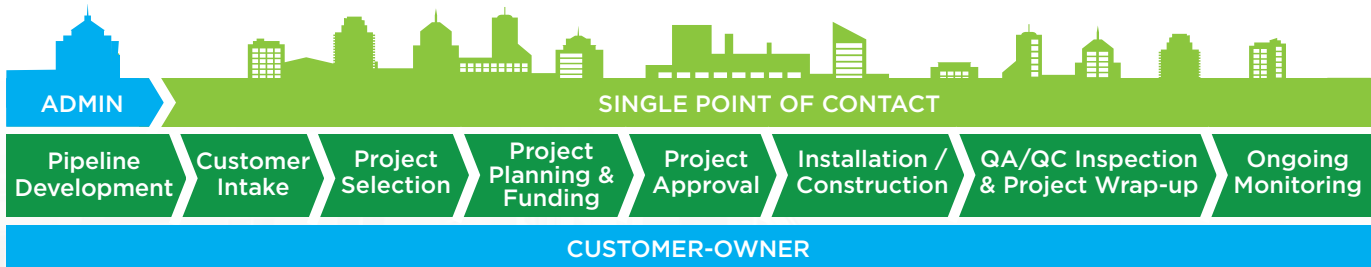 ADMIN
SINGLE POINT OF CONTACT
Pipeline
Development
Customer
Intake
Project
Selection
Project
Planning &
Funding
Project
Approval
Installation /
Construction
QA/QC Inspection
& Project Wrap-up
Ongoing
Monitoring
CUSTOMER-OWNER